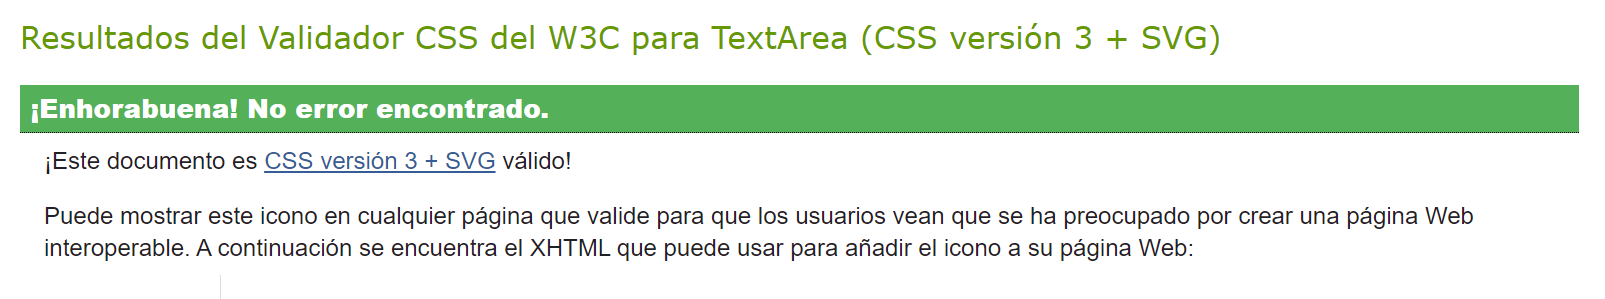 Resultados del Validador CSS del W3C para TextArea (CSS versión 3 + SVG)
¡Enhorabuena! No error encontrado.
¡Este documento es CSS versión 3 + SVG válido!
Puede mostrar este icono en cualquier página que valide para que los usuarios vean que se ha preocupado por crear una página Web
interoperable. A continuación se encuentra el XHTML que puede usar para añadir el icono a su página Web: